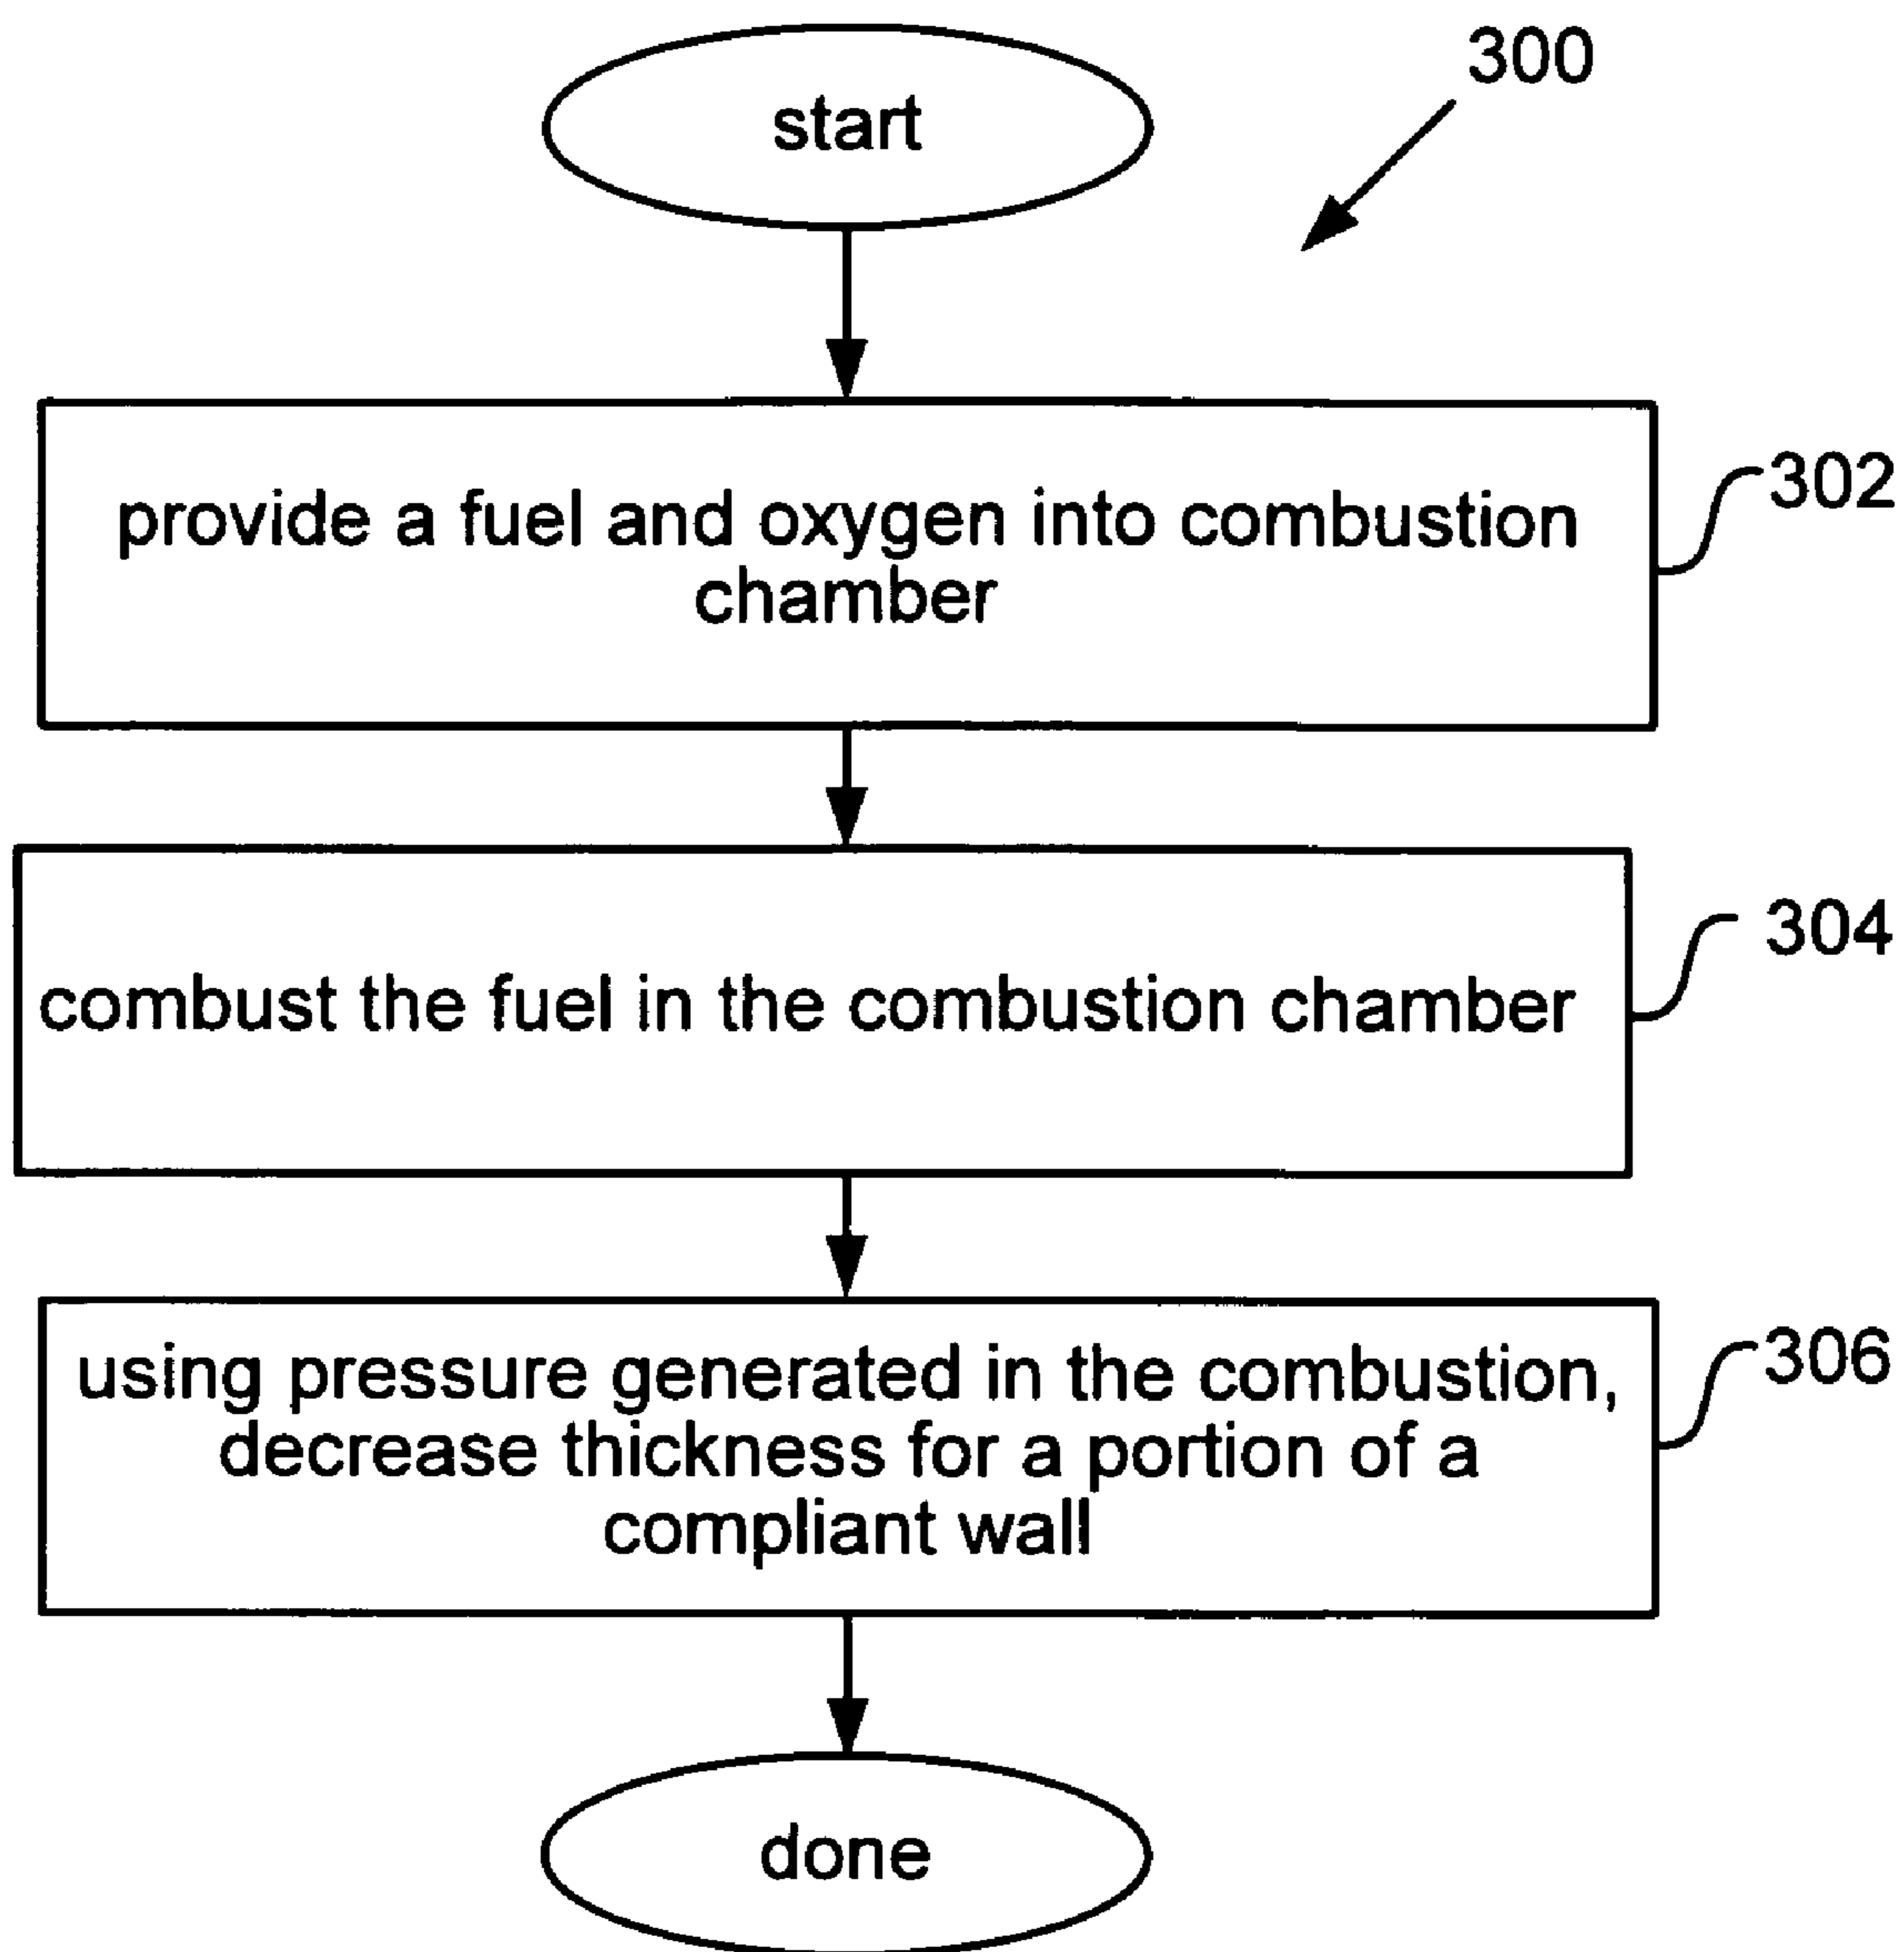 start
300
provide a fuel and oxygen into combustion
chamber
302
combust the fuel in the combustion chamber
304
using pressure generated in the combustion,
decrease thickness for a portion of a
compliant wall
306
done